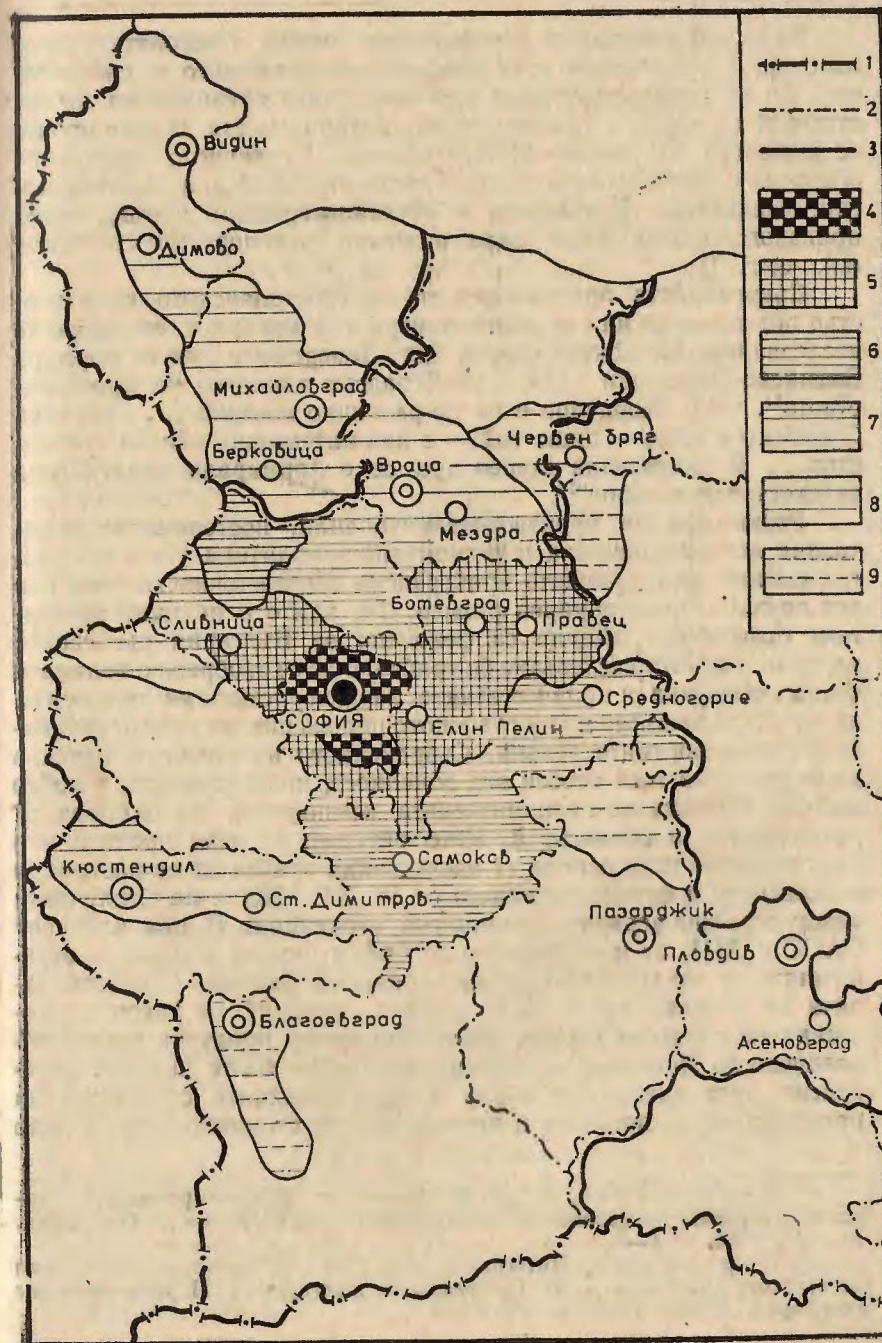 1
2
Видин
3
4
Димово
5
6
Михайловград
7
Берковица
Червен бряг
Враца
8
Мездра
9
Ботевград
Сливница
Правец
Средногорие
СОФИЯ
Елин Пелин
Самоксв
Кюстендил
Ст. Димитров
Пазарджик
Пловдив
Благоевград
Асеновград